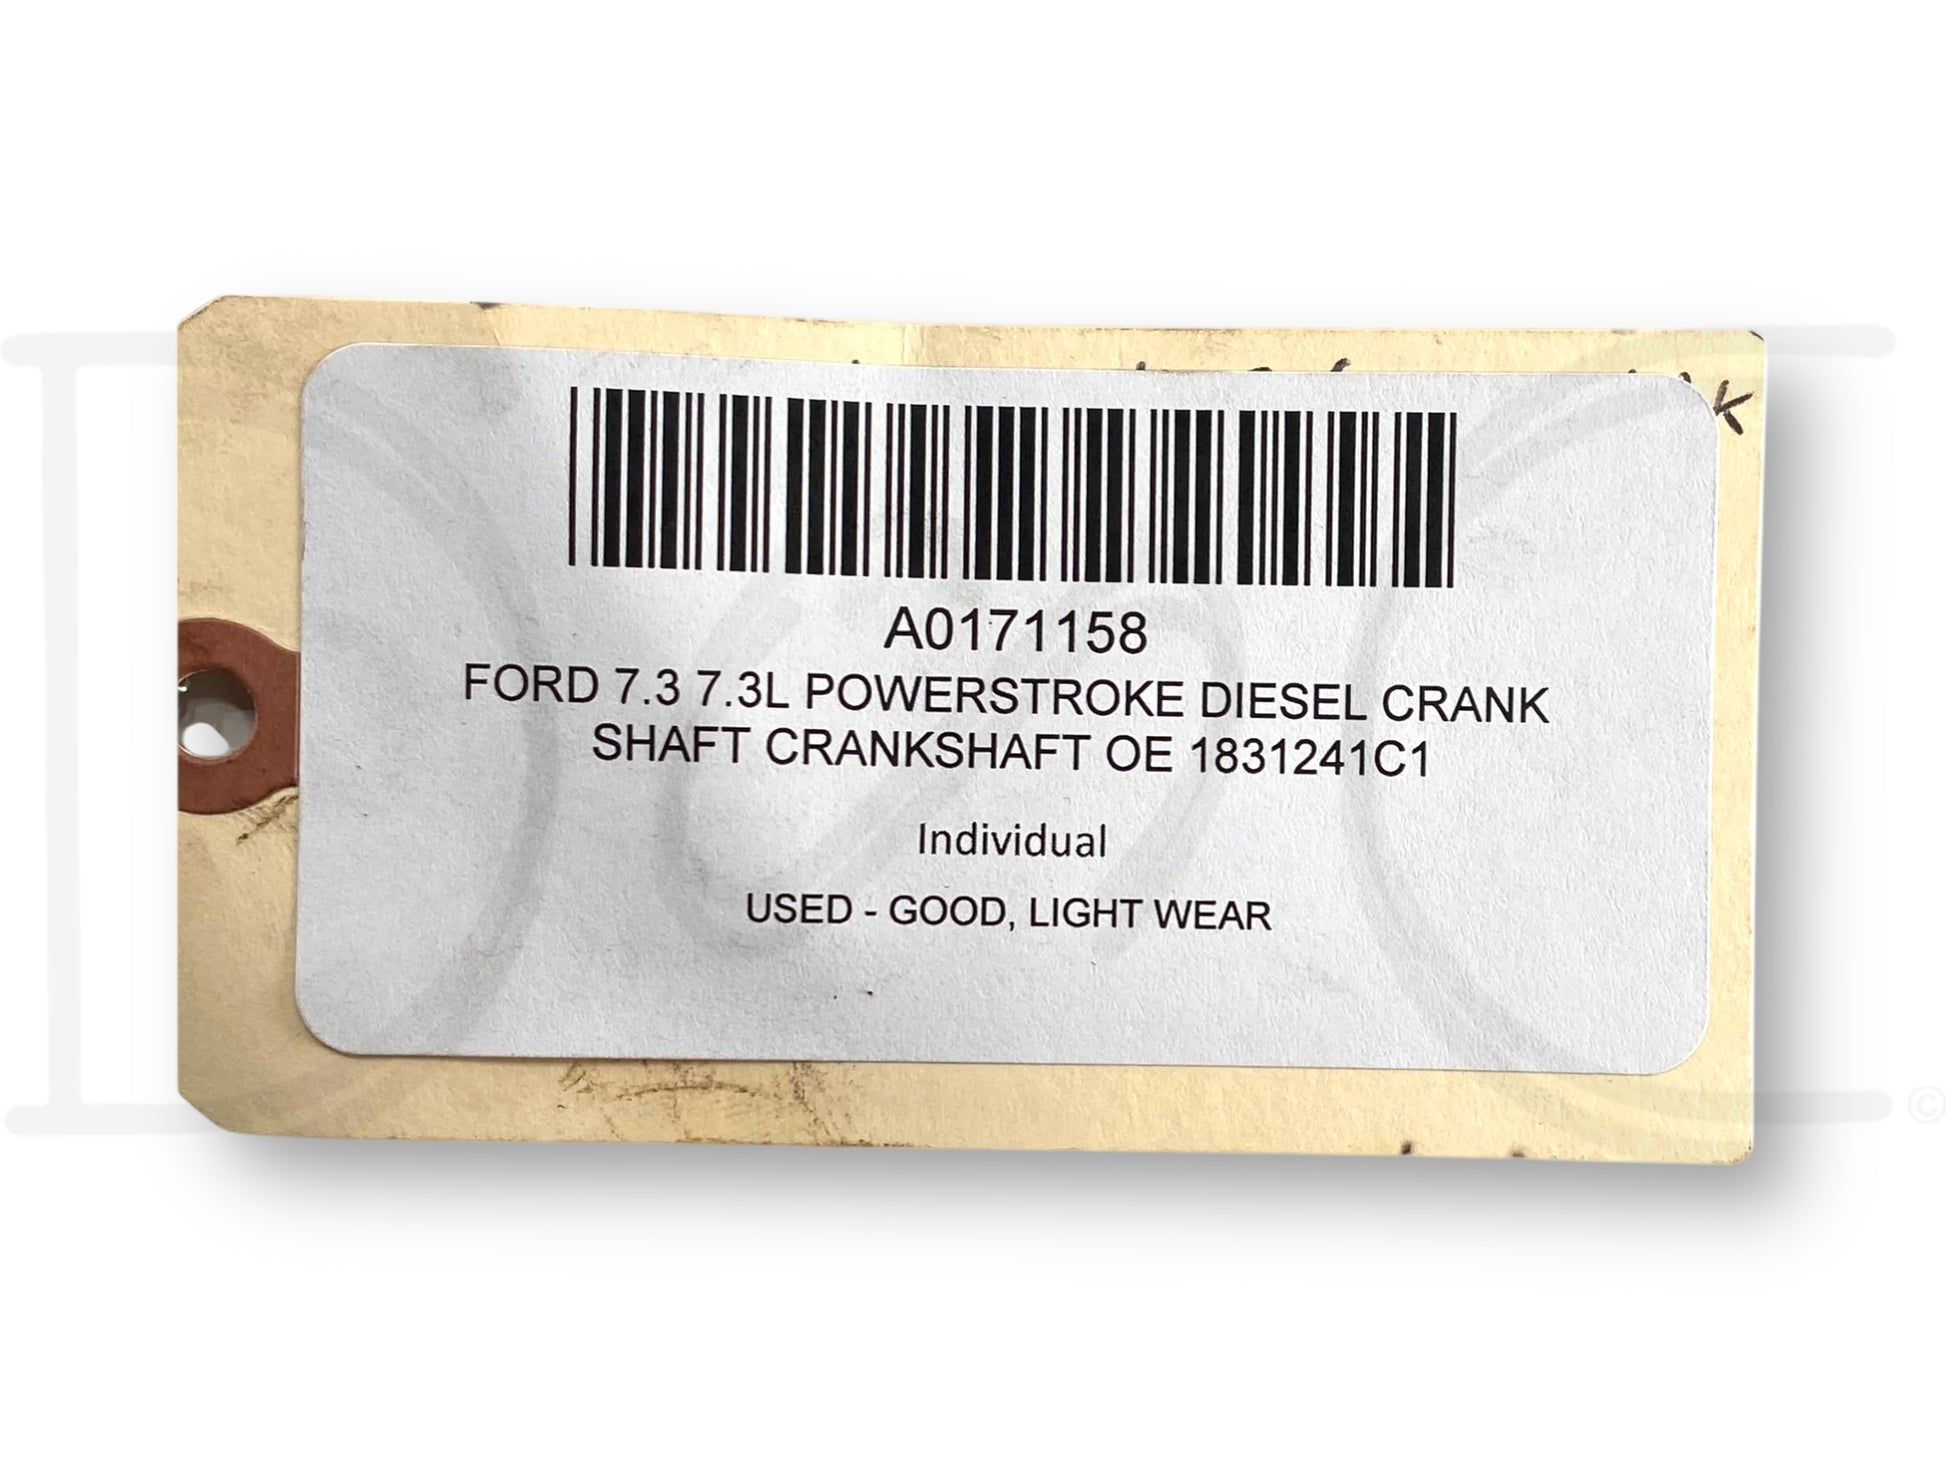 K
A0171158
FORD 7.3 7.3L POWERSTROKE DIESEL CRANK
SHAFT CRANKSHAFT OE 1831241C1
Individual
USED - GOOD, LIGHT WEAR
©